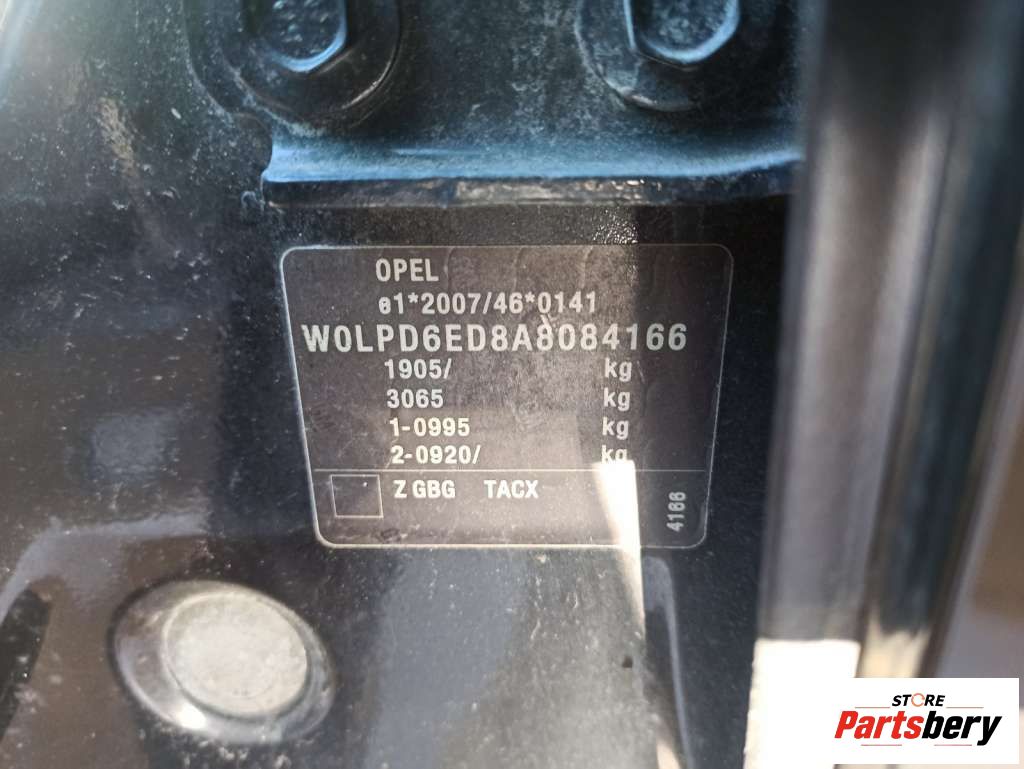 OPEL
e1*2007/46*0141
W0LPD6ED8A8084166
1905/ kg
3065 kg
1-0995 kg
2-0920/ kg
Z GBG TACX
4166
STORE
Partsbery